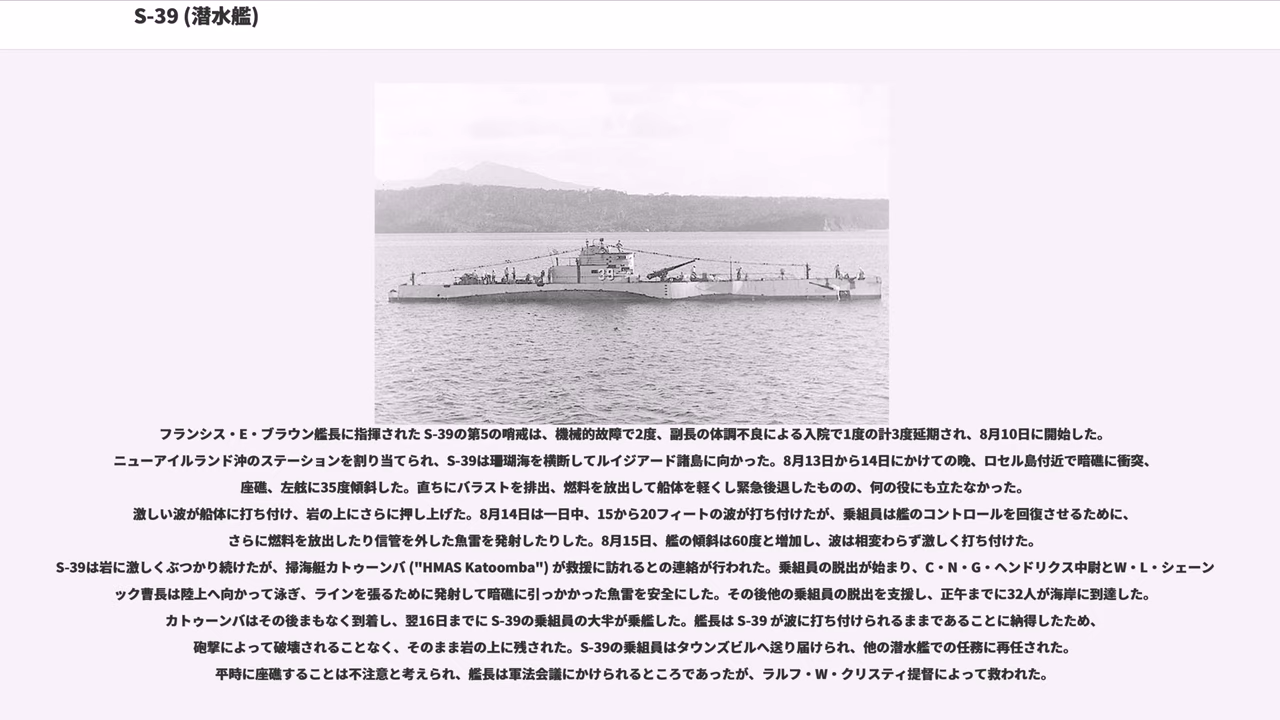 S-39 (潜水艦)
39
フランシス・E・ブラウン艦長に指揮された S-39の第5の哨戒は、機械的故障で2度、副長の体調不良による入院で1度の計3度延期され、8月10日に開始した。
ニューアイルランド沖のステーションを割り当てられ、S-39は珊瑚海を横断してルイジアード諸島に向かった。8月13日から14日にかけての晩、ロセル島付近で暗礁に衝突、
座礁、左舷に35度傾斜した。直ちにバラストを排出、燃料を放出して船体を軽くし緊急後退したものの、何の役にも立たなかった。
激しい波が船体に打ち付け、岩の上にさらに押し上げた。8月14日は一日中、15から20フィートの波が打ち付けたが、乗組員は艦のコントロールを回復させるために、
さらに燃料を放出したり信管を外した魚雷を発射したりした。8月15日、艦の傾斜は60度と増加し、波は相変わらず激しく打ち付けた。
S-39は岩に激しくぶつかり続けたが、掃海艇カトゥーンバ ("HMAS Katoomba") が救援に訪れるとの連絡が行われた。乗組員の脱出が始まり、C・N・G・ヘンドリクス中尉とW・L・シェーン
ック曹長は陸上へ向かって泳ぎ、ラインを張るために発射して暗礁に引っかかった魚雷を安全にした。その後他の乗組員の脱出を支援し、正午までに32人が海岸に到達した。
カトゥーンバはその後まもなく到着し、翌16日までに S-39の乗組員の大半が乗艦した。艦長は S-39 が波に打ち付けられるままであることに納得したため、
砲撃によって破壊されることなく、そのまま岩の上に残された。S-39の乗組員はタウンズビルへ送り届けられ、他の潜水艦での任務に再任された。
平時に座礁することは不注意と考えられ、艦長は軍法会議にかけられるところであったが、ラルフ・W・クリスティ提督によって救われた。